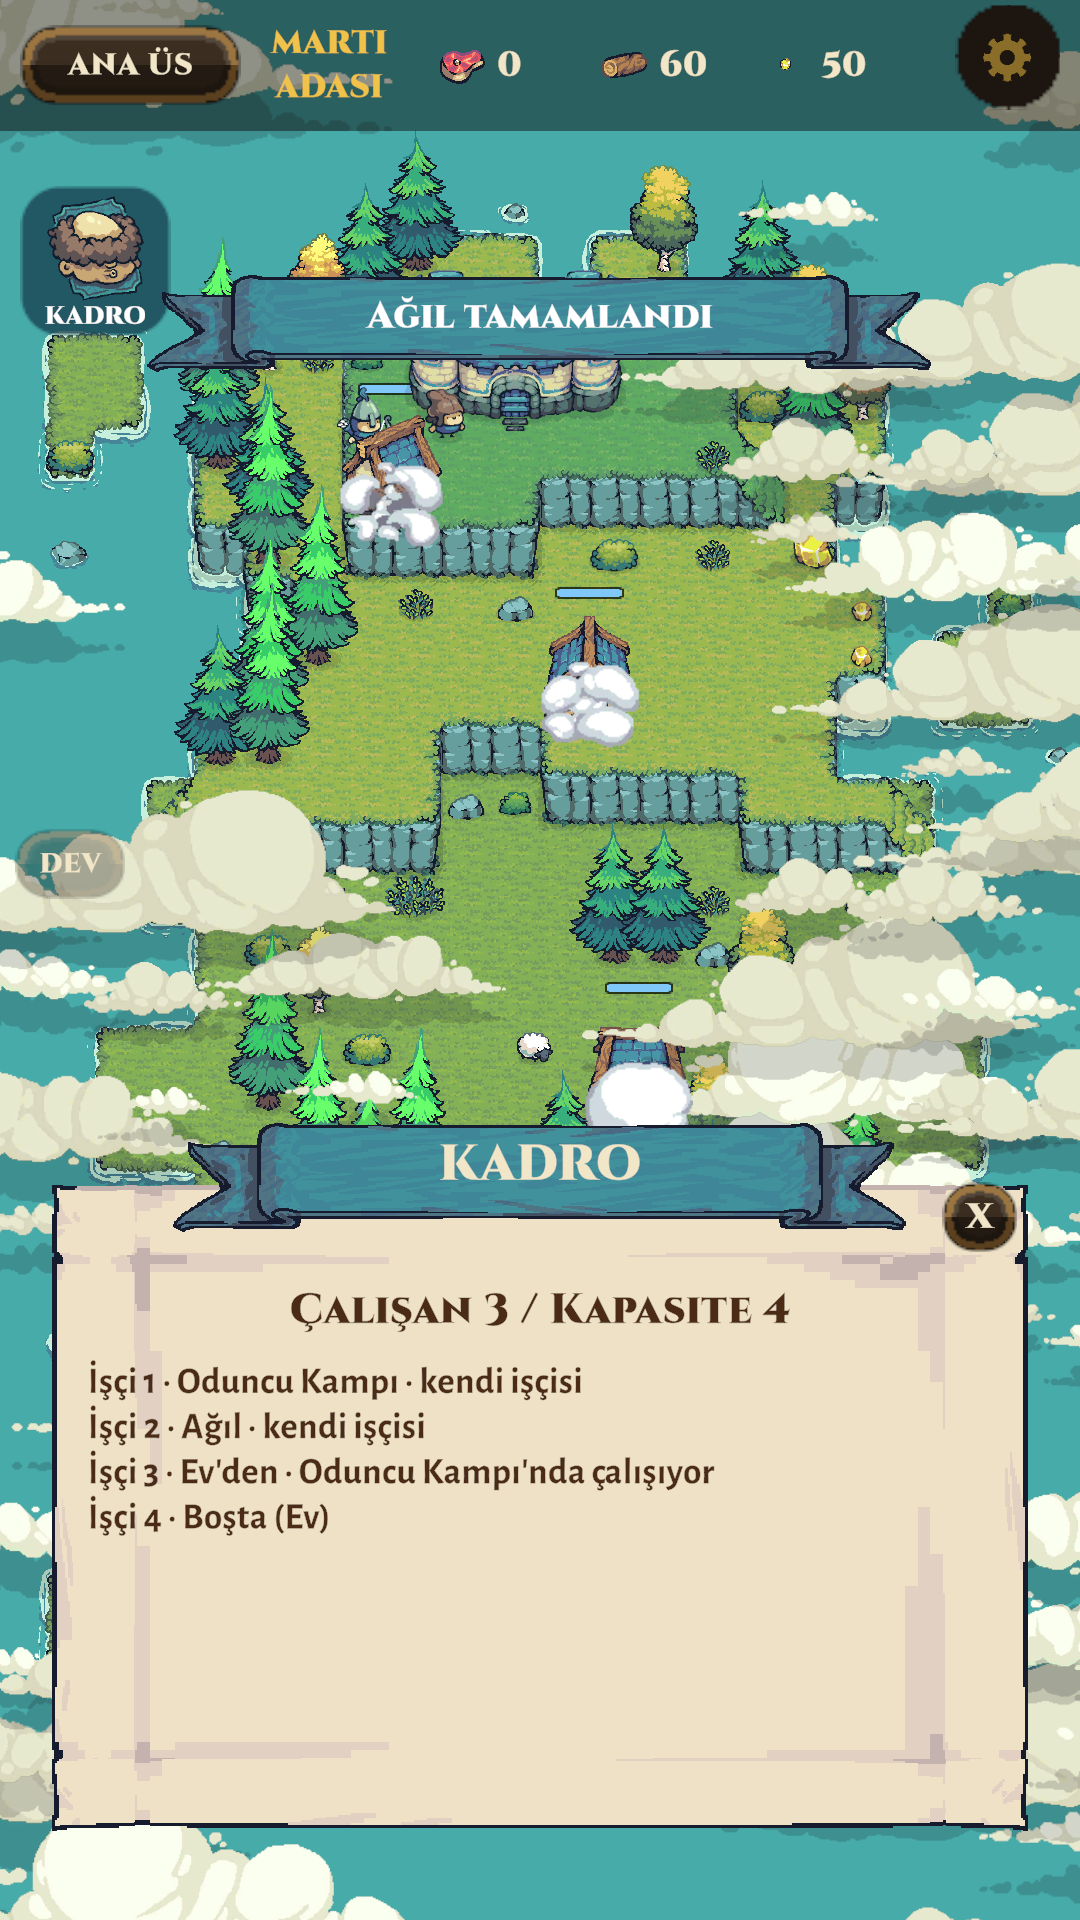 ANA ÜS
MARTI
ADASI
0
60
50
KADRO
AĞIL TAMAMLANDI
DEV
KADRO
X
ÇALIŞAN 3 / KAPASITE 4
İşçi 1 · Oduncu Kampı · kendi işçisi
İşçi 2 · Ağıl · kendi işçisi
İşçi 3 · Ev'den · Oduncu Kampı'nda çalışıyor
İşçi 4 · Boşta (Ev)